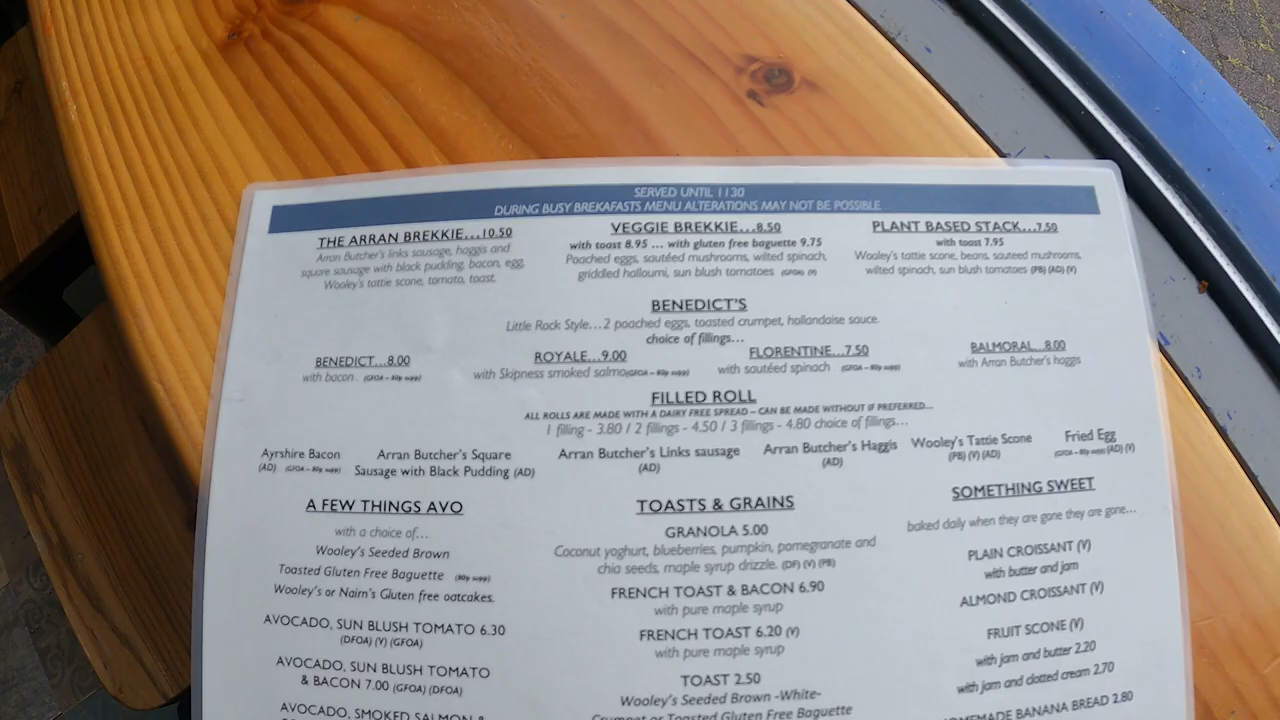 SERVED UNTIL 1130
DURING BUSY BREKAFASTS MENU ALTERATIONS MAY NOT BE POSSIBLE
THE ARRAN BREKKIE...10.50
Arran Butcher's links sausage, haggis and
square sausage with black pudding, bacon, egg,
Wooley's tattie scone, tomato, toast.
VEGGIE BREKKIE...8.50
with toast 8.95 ... with gluten free baguette 9.75
Poached eggs, sautéed mushrooms, wilted spinach,
griddled halloumi, sun blush tomatoes (GFOA) (V)
PLANT BASED STACK...7.50
with toast 7.95
Wooley's tattie scone, beans, sauteed mushrooms,
wilted spinach, sun blush tomatoes (PB) (AD) (V)
BENEDICT'S
Little Rock Style...2 poached eggs, toasted crumpet, hollandaise sauce.
choice of fillings...
BENEDICT...8.00
with bacon . (GFOA – 80p supp)
ROYALE...9.00
with Skipness smoked salmo(GFOA – 80p supp)
FLORENTINE...7.50
with sautéed spinach (GFOA – 80p supp)
BALMORAL...8.00
with Arran Butcher's haggis
FILLED ROLL
ALL ROLLS ARE MADE WITH A DAIRY FREE SPREAD – CAN BE MADE WITHOUT IF PREFERRED...
1 filling - 3.80 / 2 fillings - 4.50 / 3 fillings - 4.80 choice of fillings...
Ayrshire Bacon
(AD) (GFOA – 80p supp)
Arran Butcher's Square
Sausage with Black Pudding (AD)
Arran Butcher's Links sausage
(AD)
Arran Butcher's Haggis
(AD)
Wooley's Tattie Scone
(PB) (V) (AD)
Fried Egg
(GFOA – 80p supp) (AD) (V)
A FEW THINGS AVO
with a choice of...
Wooley's Seeded Brown
Toasted Gluten Free Baguette (80p supp)
Wooley's or Nairn's Gluten free oatcakes.
AVOCADO, SUN BLUSH TOMATO 6.30
(DFOA) (V) (GFOA)
AVOCADO, SUN BLUSH TOMATO
& BACON 7.00 (GFOA) (DFOA)
AVOCADO, SMOKED SALMON &
TOASTS & GRAINS
GRANOLA 5.00
Coconut yoghurt, blueberries, pumpkin, pomegranate and
chia seeds, maple syrup drizzle. (DF) (V) (PB)
FRENCH TOAST & BACON 6.90
with pure maple syrup
FRENCH TOAST 6.20 (V)
with pure maple syrup
TOAST 2.50
Wooley's Seeded Brown -White-
Crumpet or Toasted Gluten Free Baguette
SOMETHING SWEET
baked daily when they are gone they are gone...
PLAIN CROISSANT (V)
with butter and jam
ALMOND CROISSANT (V)
FRUIT SCONE (V)
with jam and butter 2.20
with jam and clotted cream 2.70
BANANA BREAD 2.80